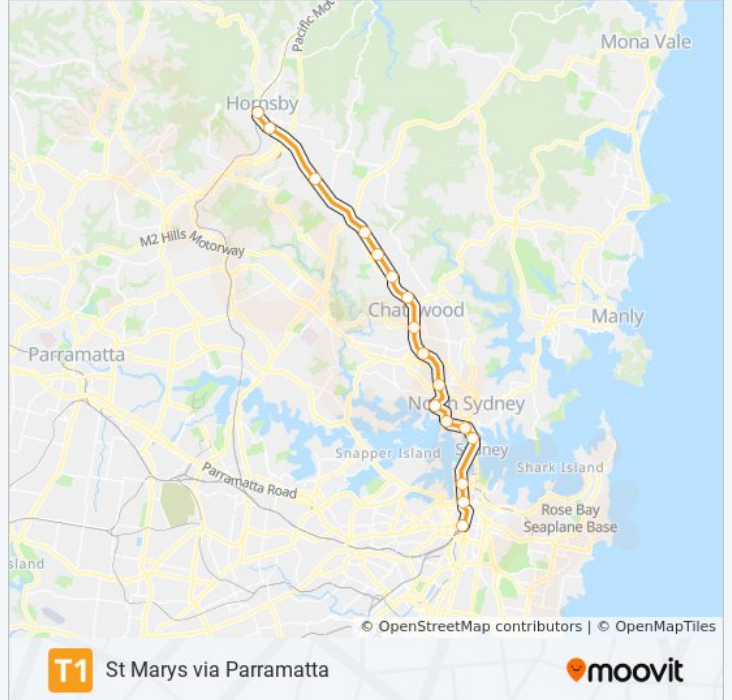 Pacific Mot
Mona Vale
Hornsby
M2 Hills Motorway
Chatswood
Manly
Parramatta
North Sydney
Snapper Island
Sydney
Shark Island
Parramatta Road
Rose Bay
Seaplane Base
sland
© OpenStreetMap contributors | © OpenMapTiles
T1 St Marys via Parramatta
moovit